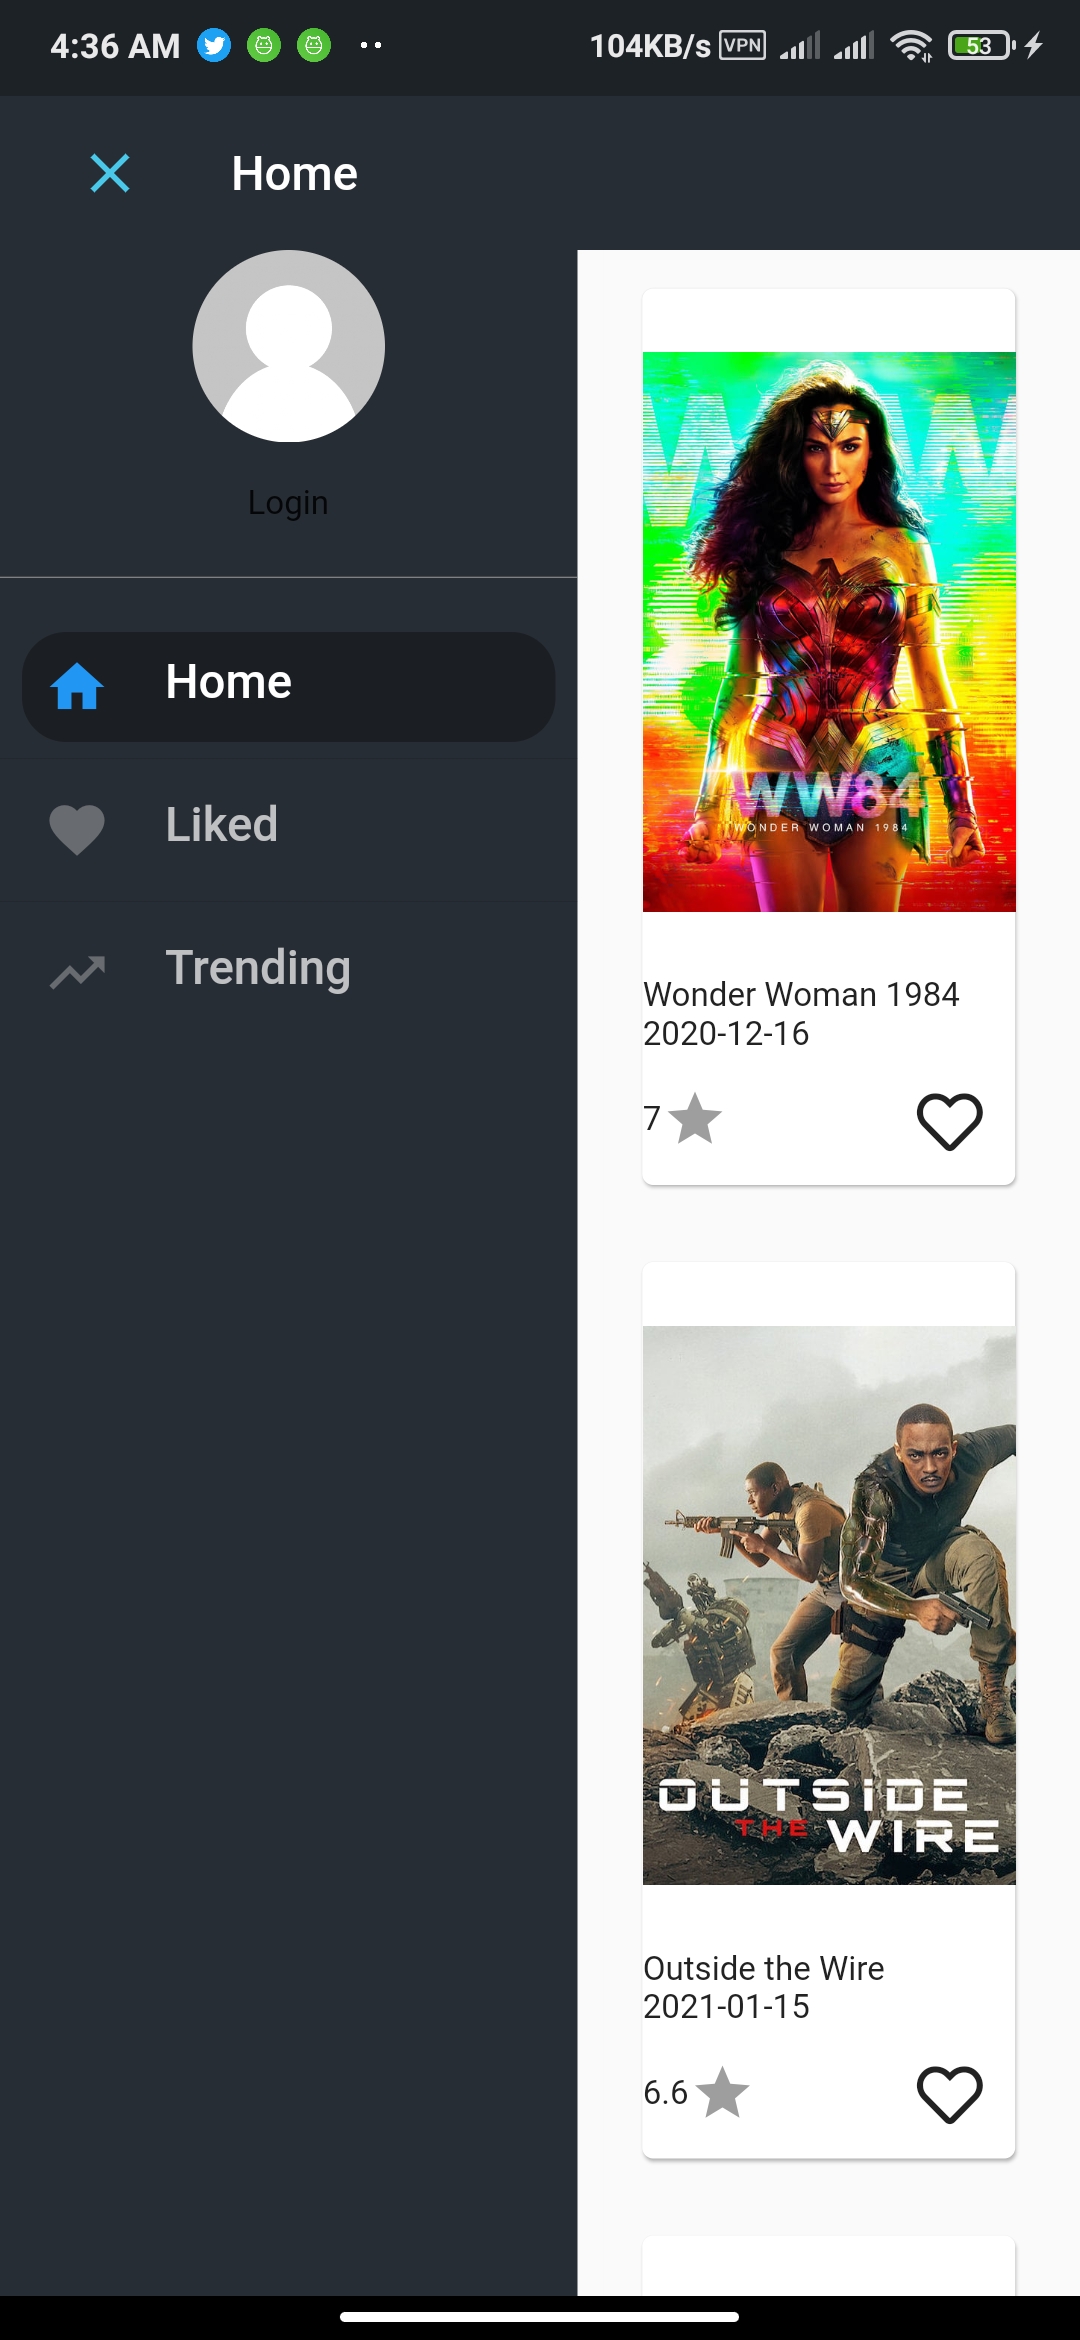 4:36 AM
104KB/s VPN 53
Home
Login
Home
Liked
Trending
WW
WW84
WONDER WOMAN 1984
Wonder Woman 1984
2020-12-16
7
OUTSIDE
THE WIRE
Outside the Wire
2021-01-15
6.6